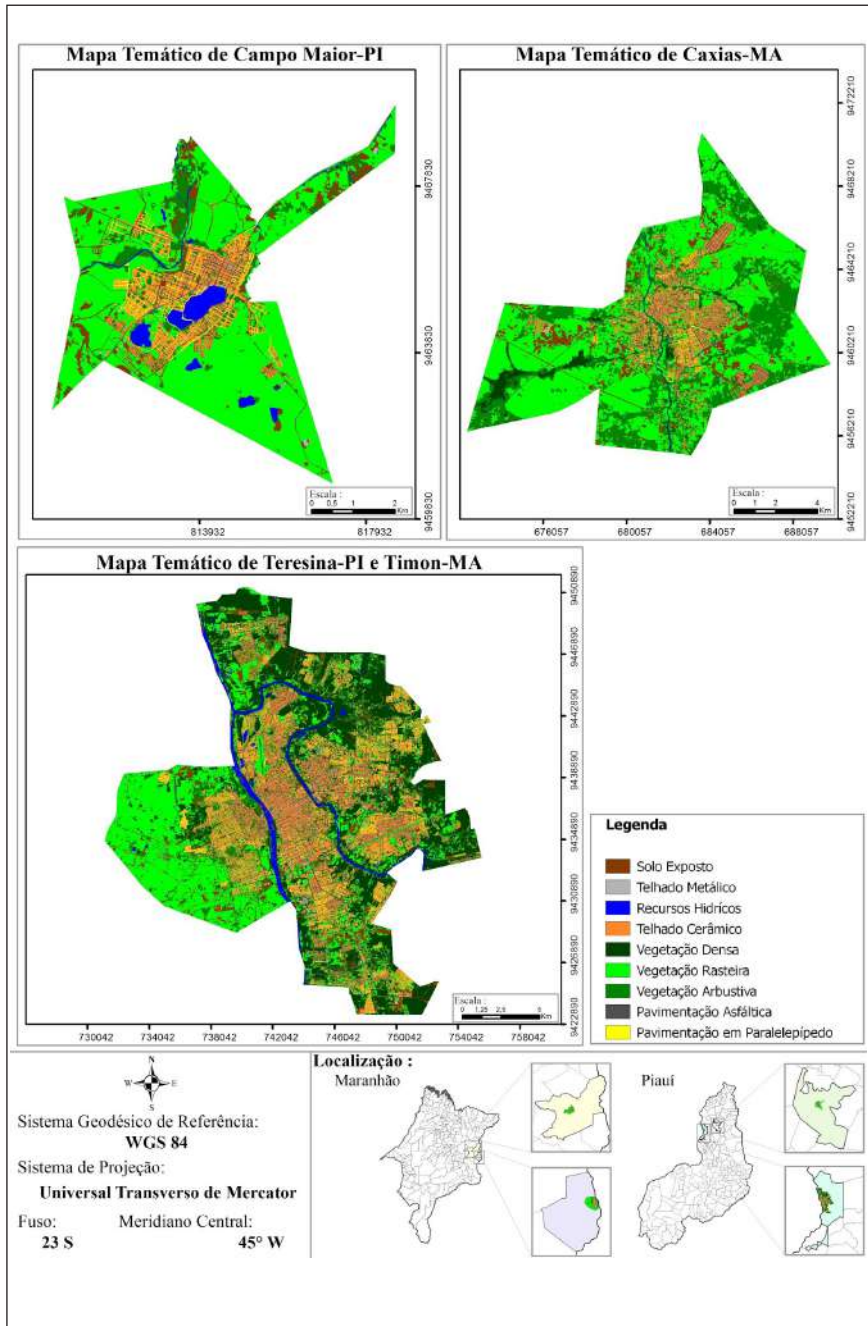 Mapa Temático de Campo Maior-PI
9467830
9463830
9459830
Escala :
0 0,5 1 2
Km
813932 817932
Mapa Temático de Caxias-MA
9472210
9468210
9464210
9460210
9456210
9452210
Escala :
0 1 2 4
Km
676057 680057 684057 688057
Mapa Temático de Teresina-PI e Timon-MA
9450890
9446890
9442890
9438890
9434890
9430890
9426890
9422890
Escala :
0 1,25 2,5 5
Km
730042 734042 738042 742042 746042 750042 754042 758042
Legenda
Solo Exposto
Telhado Metálico
Recursos Hidrícos
Telhado Cerâmico
Vegetação Densa
Vegetação Rasteira
Vegetação Arbustiva
Pavimentação Asfáltica
Pavimentação em Paralelepípedo
N
W E
S
Sistema Geodésico de Referência:
WGS 84
Sistema de Projeção:
Universal Transverso de Mercator
Fuso: Meridiano Central:
23 S 45° W
Localização :
Maranhão Piauí